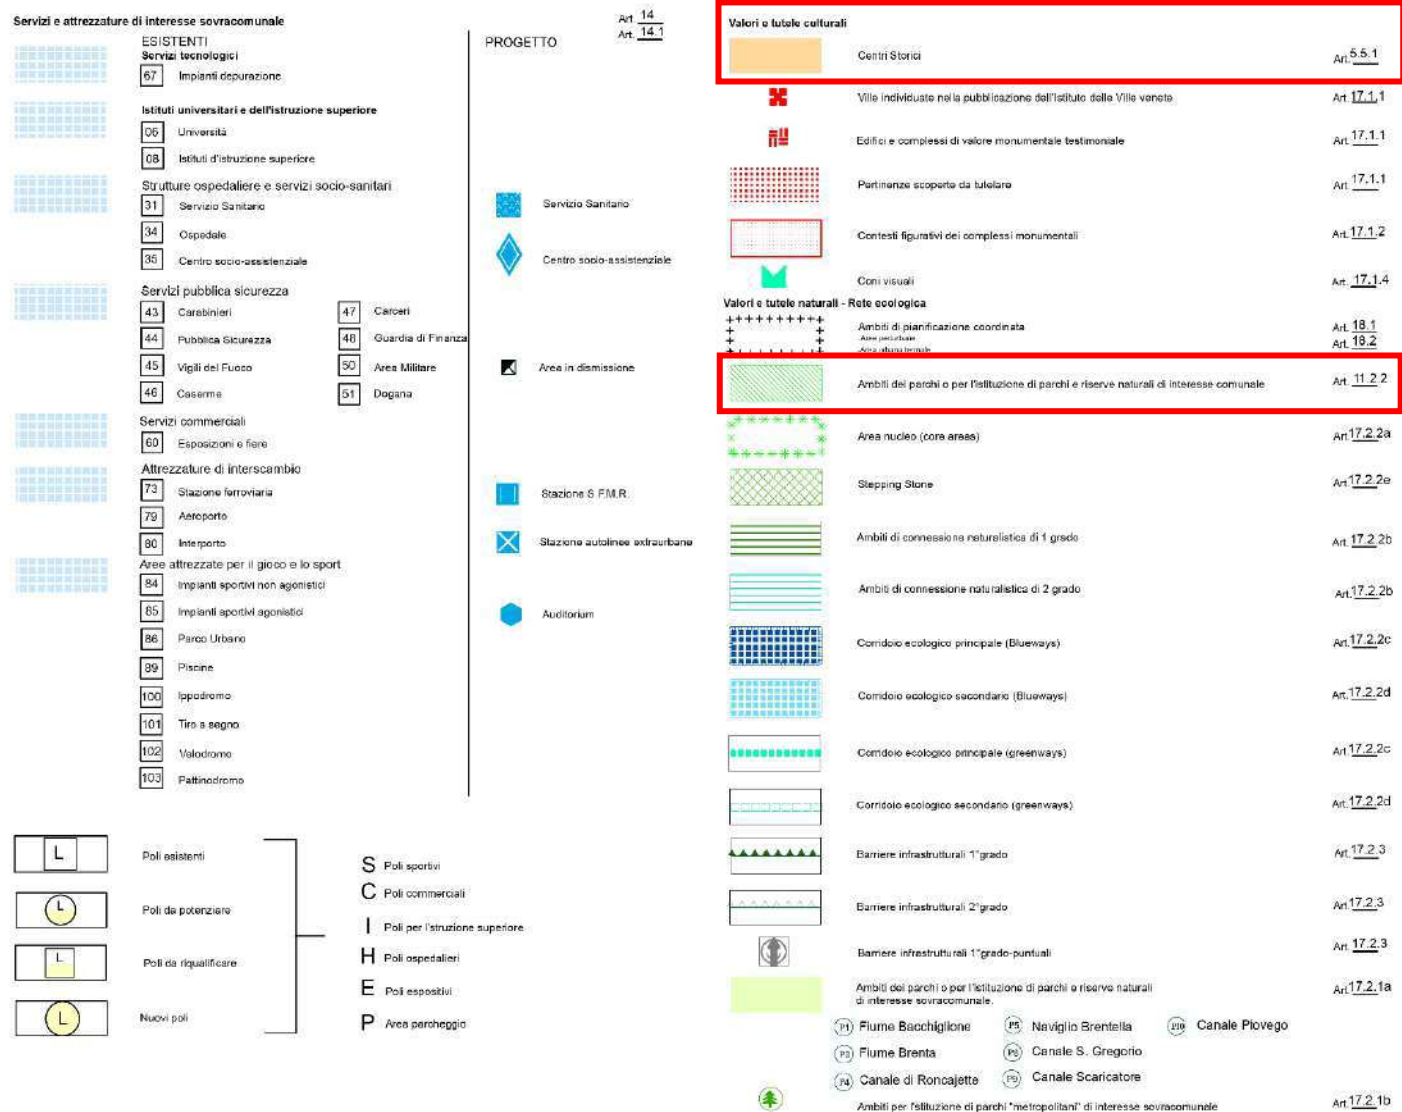 Servizi e attrezzature di interesse sovracomunale
Art 14
Art. 14.1
ESISTENTI
PROGETTO
Servizi tecnologici
67 Impianti depurazione
Istituti universitari e dell'istruzione superiore
06 Università
08 Istituti d'istruzione superiore
Strutture ospedaliere e servizi socio-sanitari
31 Servizio Sanitario
34 Ospedale
35 Centro socio-assistenziale
Servizio Sanitario
Centro socio-assistenziale
Servizi pubblica sicurezza
43 Carabinieri
47 Carceri
44 Pubblica Sicurezza
48 Guardia di Finanza
45 Vigili del Fuoco
50 Area Militare
46 Caserme
51 Dogana
Area in dismissione
Servizi commerciali
60 Esposizioni e fiere
Attrezzature di interscambio
73 Stazione ferroviaria
79 Aeroporto
80 Interporto
Stazione S.F.M.R.
Stazione autolinee extraurbane
Aree attrezzate per il gioco e lo sport
84 Impianti sportivi non agonistici
85 Impianti sportivi agonistici
86 Parco Urbano
89 Piscine
100 Ippodromo
101 Tiro a segno
102 Velodromo
103 Pattinodromo
Auditorium
L Poli esistenti
L Poli da potenziare
L Poli da riqualificare
L Nuovi poli
S Poli sportivi
C Poli commerciali
I Poli per l'istruzione superiore
H Poli ospedalieri
E Poli espositivi
P Area parcheggio
Valori e tutele culturali
Centri Storici Art. 5.5.1
Ville individuate nella pubblicazione dell'Istituto delle Ville venete Art. 17.1.1
Edifici e complessi di valore monumentale testimoniale Art. 17.1.1
Pertinenze scoperte da tutelare Art. 17.1.1
Contesti figurativi dei complessi monumentali Art. 17.1.2
Coni visuali Art. 17.1.4
Valori e tutele naturali - Rete ecologica
Ambiti di pianificazione coordinata Art. 18.1
Aree periurbane Art. 18.2
Area urbana termale
Ambiti dei parchi o per l'istituzione di parchi e riserve naturali di interesse comunale Art. 11.2.2
Area nucleo (core areas) Art 17.2.2a
Stepping Stone Art. 17.2.2e
Ambiti di connessione naturalistica di 1 grado Art. 17.2.2b
Ambiti di connessione naturalistica di 2 grado Art. 17.2.2b
Corridoio ecologico principale (Blueways) Art. 17.2.2c
Corridoio ecologico secondario (Blueways) Art. 17.2.2d
Corridoio ecologico principale (greenways) Art 17.2.2c
Corridoio ecologico secondario (greenways) Art. 17.2.2d
Barriere infrastrutturali 1°grado Art. 17.2.3
Barriere infrastrutturali 2°grado Art. 17.2.3
Barriere infrastrutturali 1°grado-puntuali Art. 17.2.3
Ambiti dei parchi o per l'istituzione di parchi e riserve naturali Art. 17.2.1a
di interesse sovracomunale.
P1 Fiume Bacchiglione
P5 Naviglio Brentella
P10 Canale Piovego
P3 Fiume Brenta
P8 Canale S. Gregorio
P4 Canale di Roncajette
P9 Canale Scaricatore
Ambiti per l'istituzione di parchi "metropolitani" di interesse sovracomunale Art. 17.2.1b